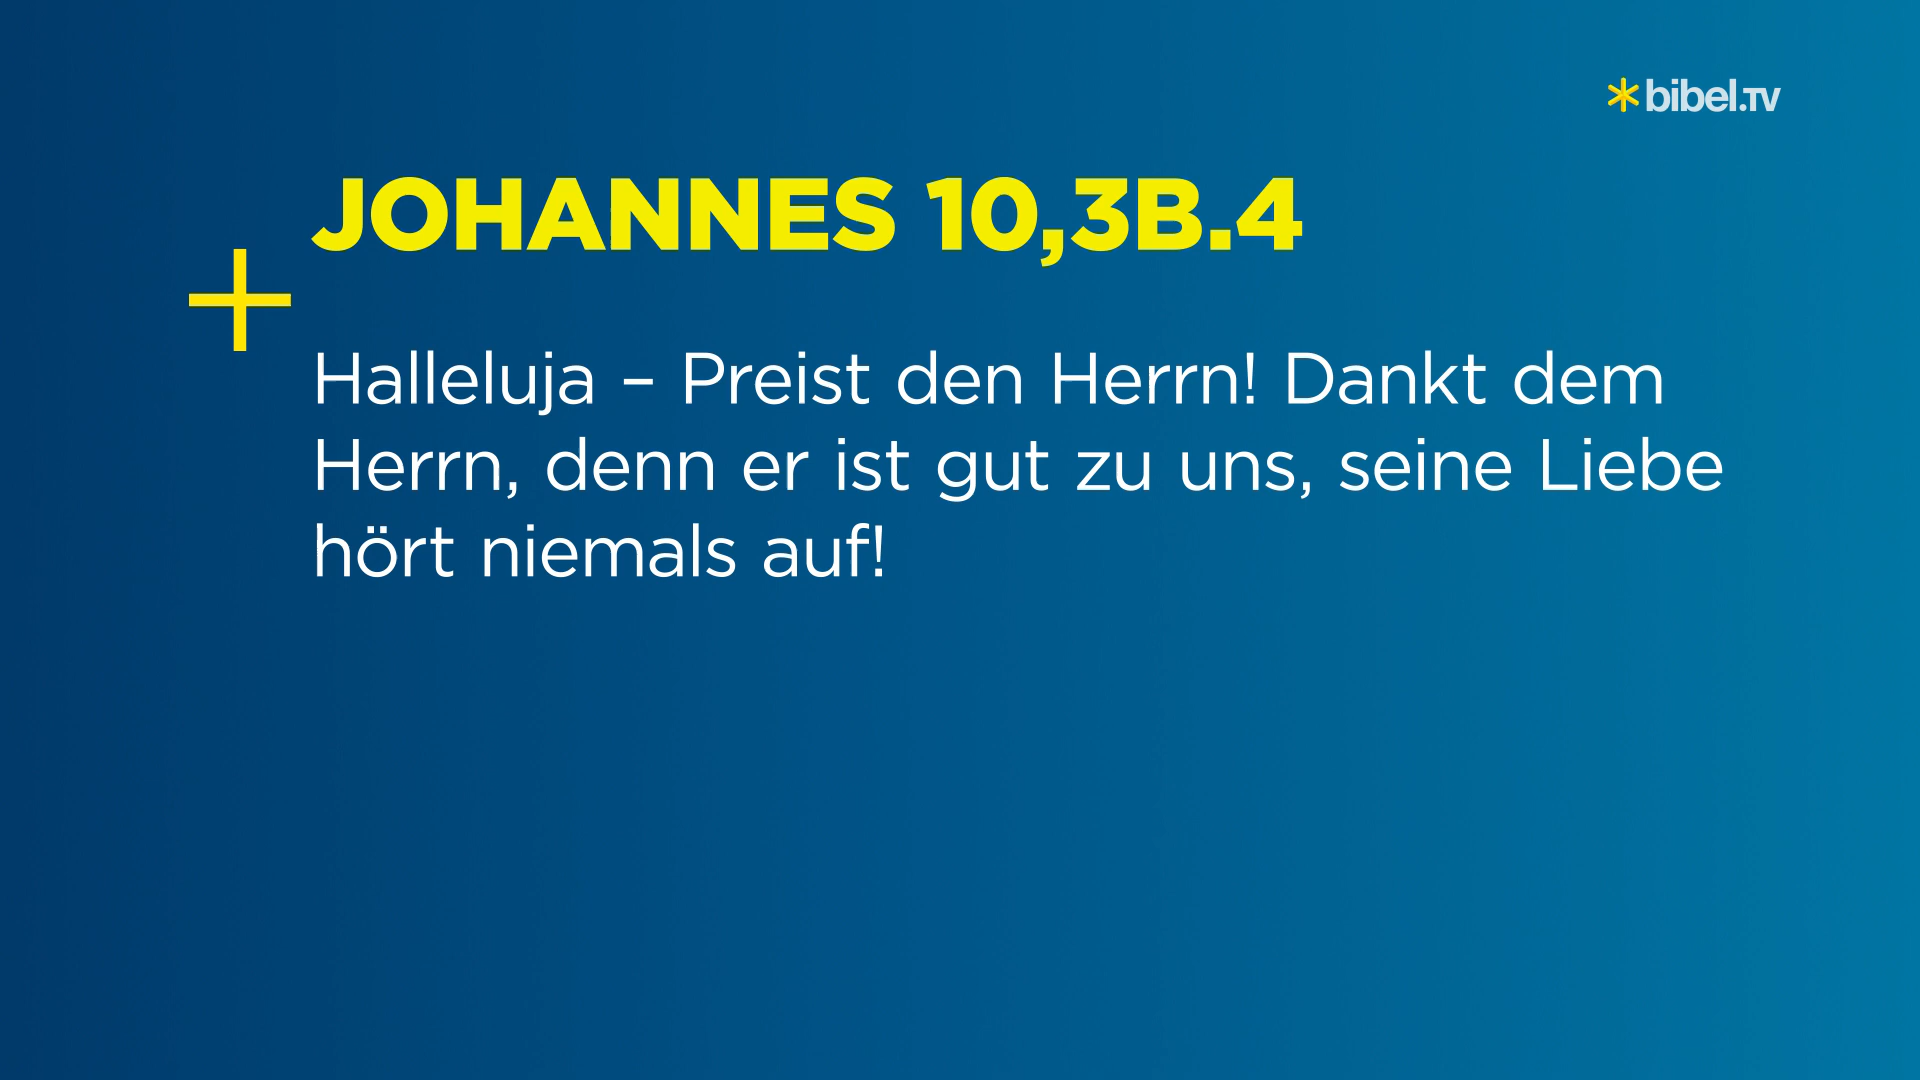 bibel.TV
JOHANNES 10,3B.4
Halleluja – Preist den Herrn! Dankt dem
Herrn, denn er ist gut zu uns, seine Liebe
hört niemals auf!